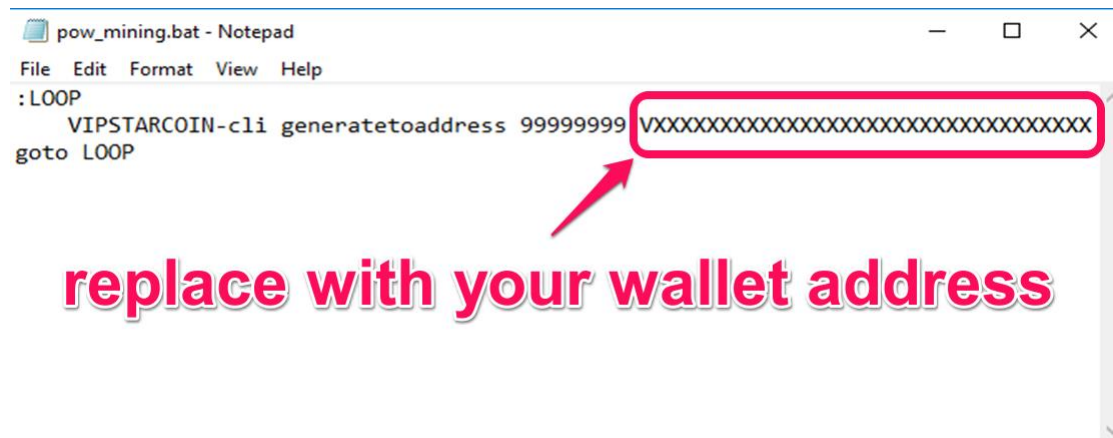 pow_mining.bat - Notepad
File Edit Format View Help
:LOOP
VIPSTARCOIN-cli generatetoaddress 99999999 VXXXXXXXXXXXXXXXXXXXXXXXXXXXXXXXXX
goto LOOP
replace with your wallet address